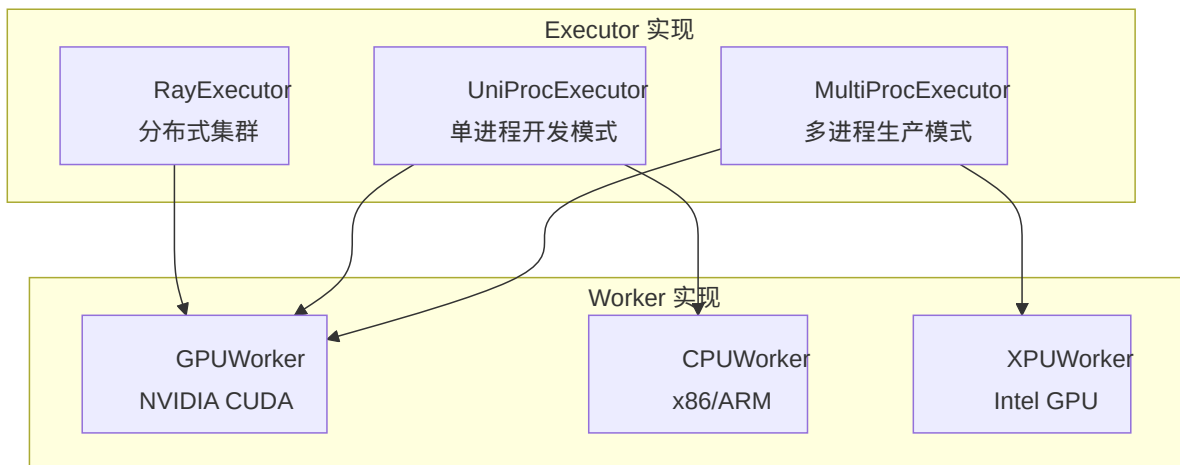 Executor 实现
RayExecutor
分布式集群
UniProcExecutor
单进程开发模式
MultiProcExecutor
多进程生产模式
Worker 实现
GPUWorker
NVIDIA CUDA
CPUWorker
x86/ARM
XPUWorker
Intel GPU